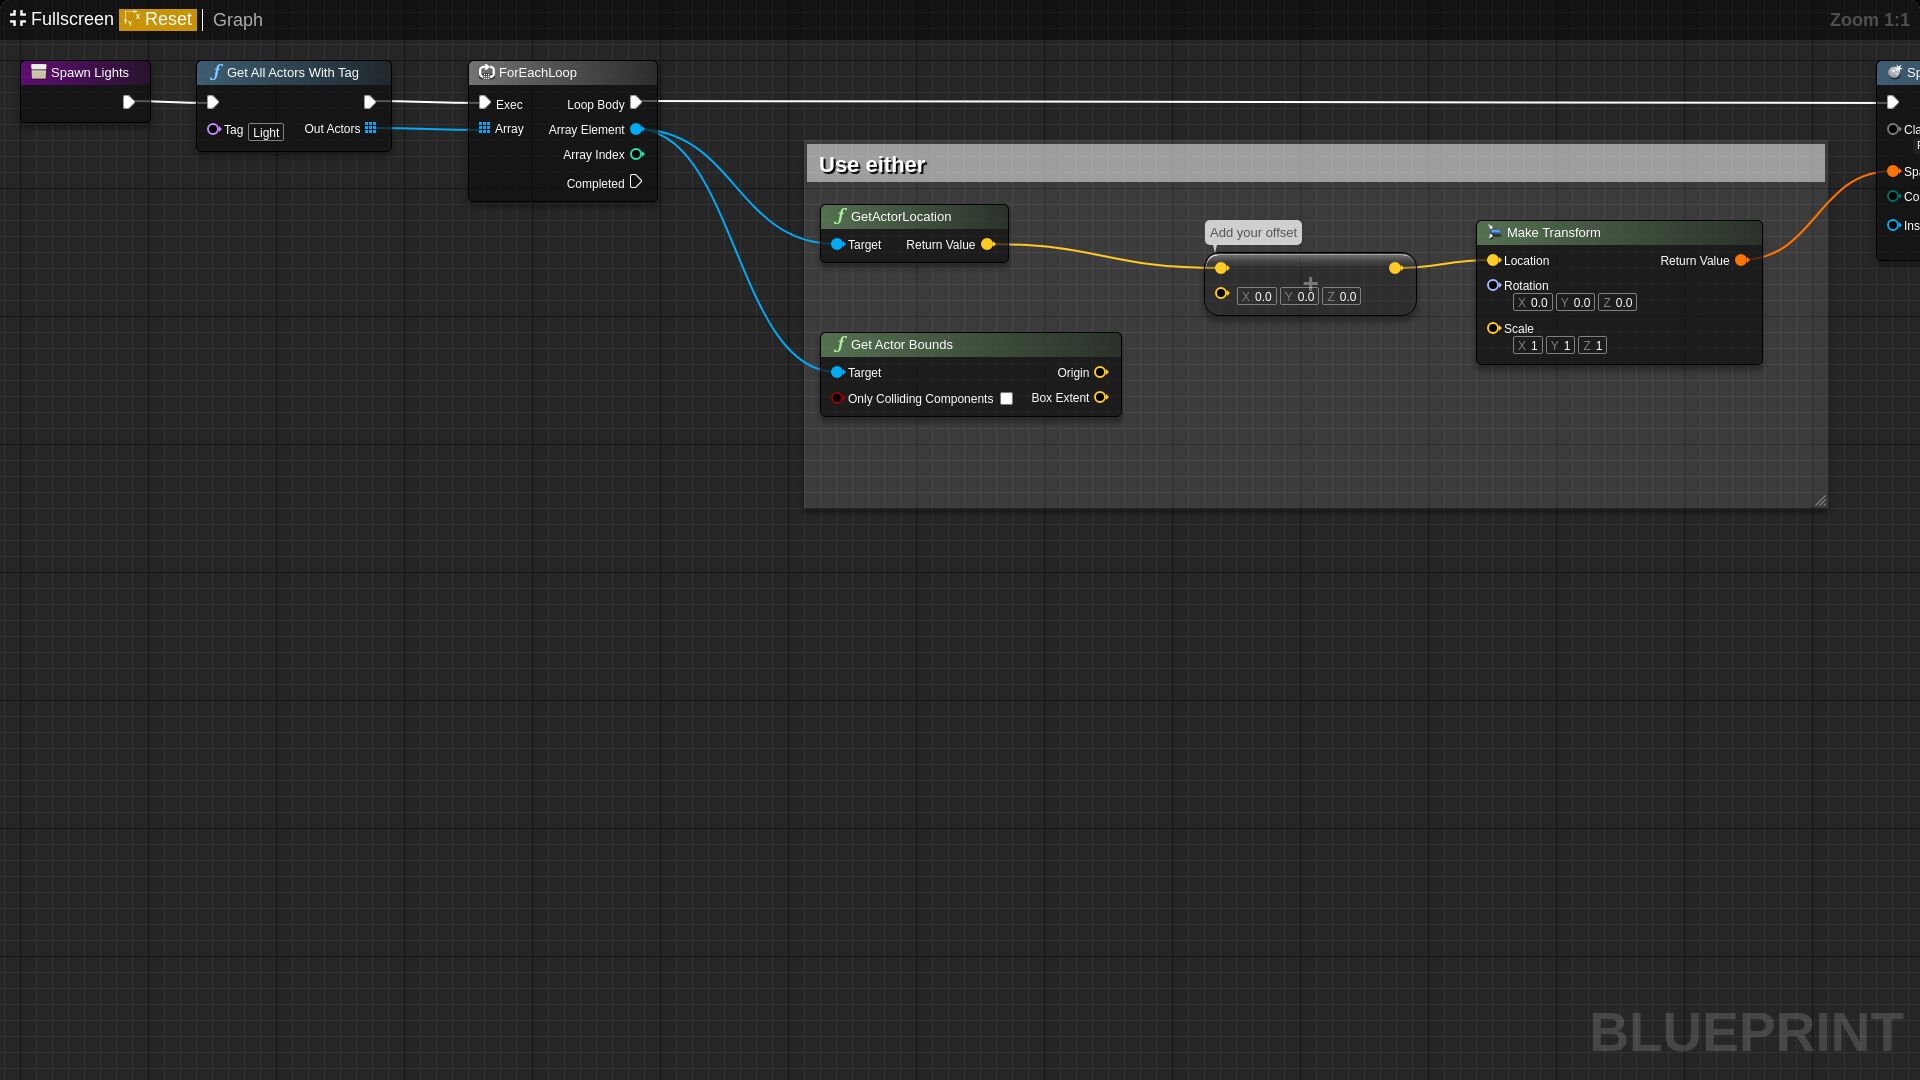 Fullscreen Reset Graph Zoom 1:1
Spawn Lights
Get All Actors With Tag
Tag Light Out Actors
ForEachLoop
Exec Loop Body
Array Array Element
Array Index
Completed
Use either
GetActorLocation
Target Return Value
Add your offset
+
X 0.0 Y 0.0 Z 0.0
Make Transform
Location Return Value
Rotation
X 0.0 Y 0.0 Z 0.0
Scale
X 1 Y 1 Z 1
Get Actor Bounds
Target Origin
Only Colliding Components Box Extent
Sp
Cla
Spa
Co
Ins
BLUEPRINT